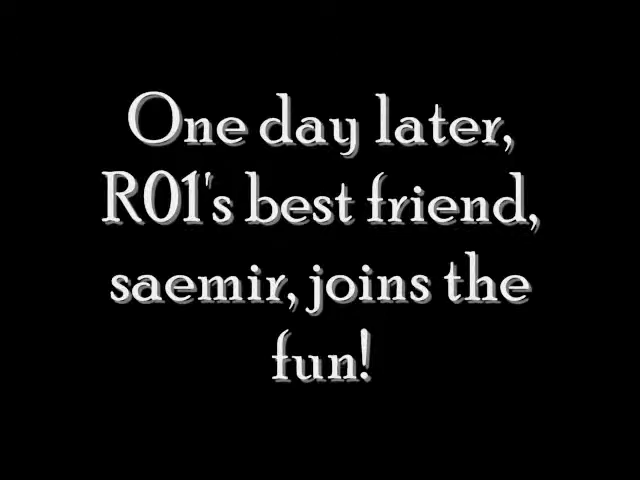 One day later,
R01's best friend,
saemir, joins the
fun!